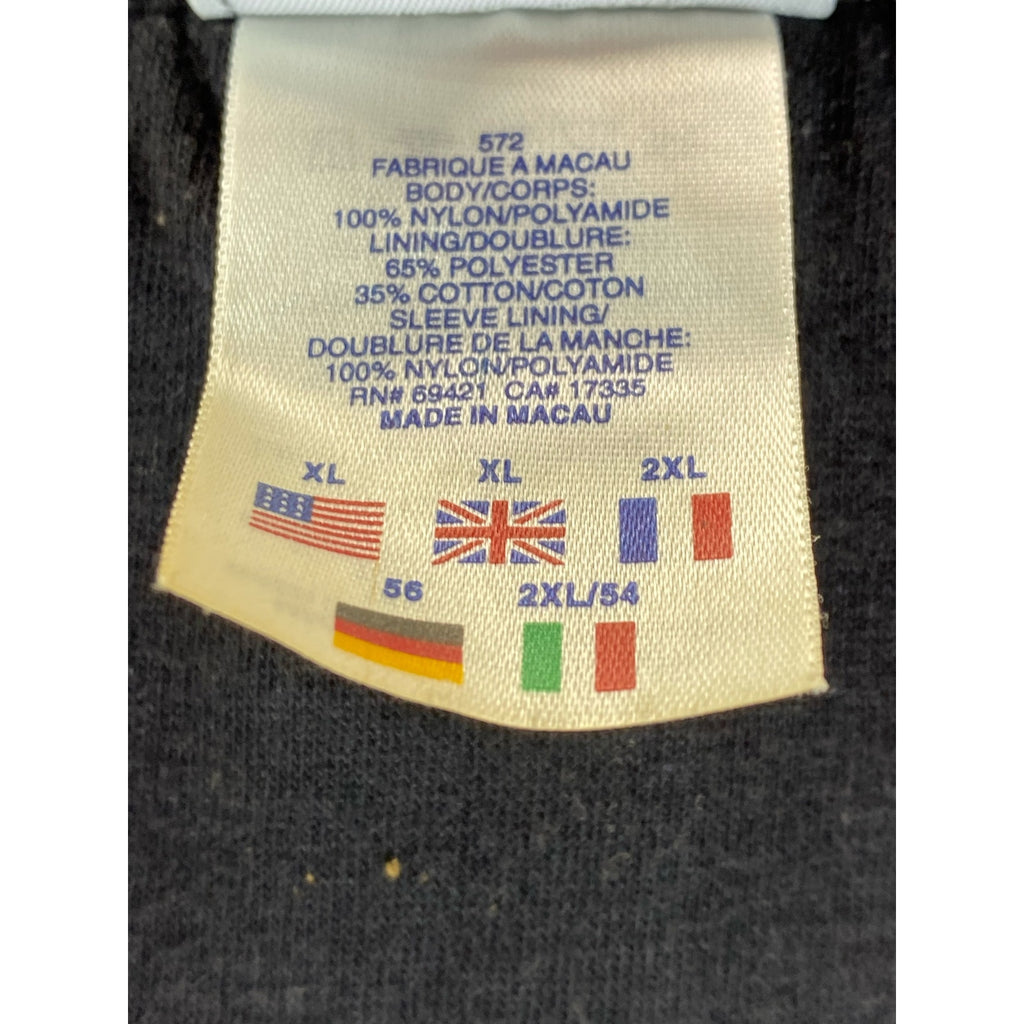 572
FABRIQUE A MACAU
BODY/CORPS:
100% NYLON/POLYAMIDE
LINING/DOUBLURE:
65% POLYESTER
35% COTTON/COTON
SLEEVE LINING/
DOUBLURE DE LA MANCHE:
100% NYLON/POLYAMIDE
RN# 69421 CA# 17335
MADE IN MACAU
XL XL 2XL
56 2XL/54